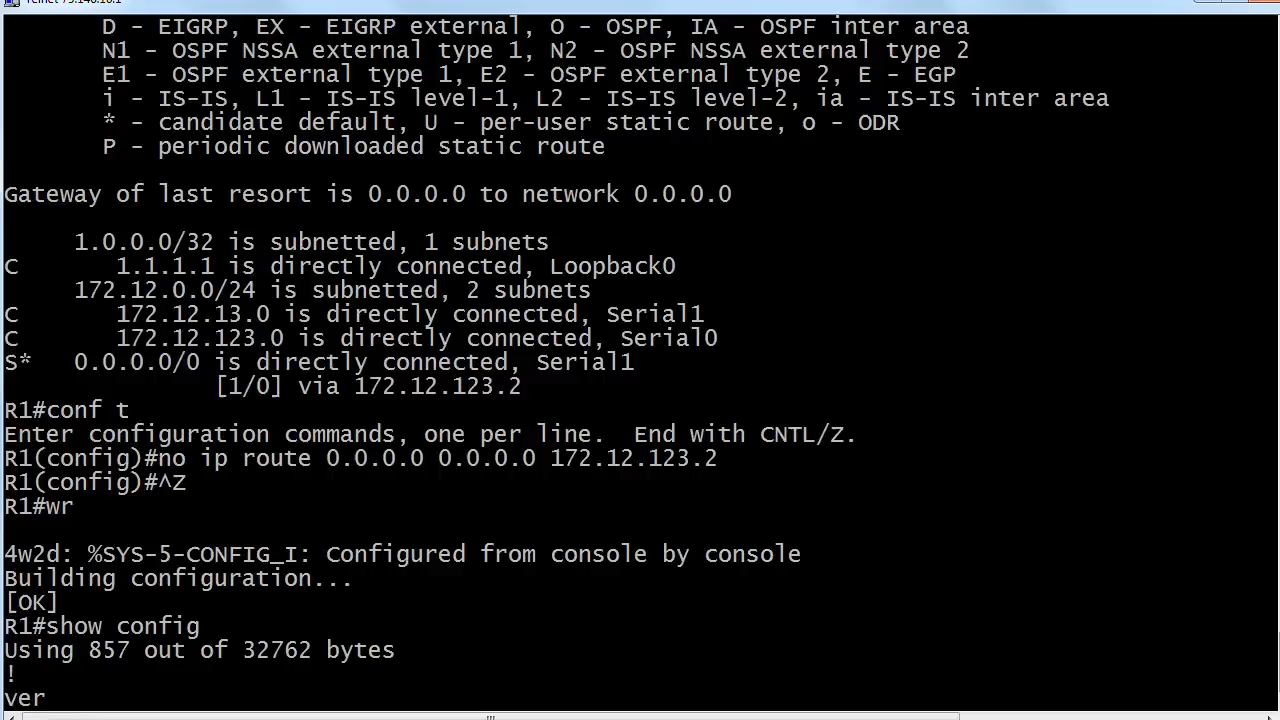 D - EIGRP, EX - EIGRP external, O - OSPF, IA - OSPF inter area
N1 - OSPF NSSA external type 1, N2 - OSPF NSSA external type 2
E1 - OSPF external type 1, E2 - OSPF external type 2, E - EGP
i - IS-IS, L1 - IS-IS level-1, L2 - IS-IS level-2, ia - IS-IS inter area
* - candidate default, U - per-user static route, o - ODR
P - periodic downloaded static route
Gateway of last resort is 0.0.0.0 to network 0.0.0.0
1.0.0.0/32 is subnetted, 1 subnets
C 1.1.1.1 is directly connected, Loopback0
172.12.0.0/24 is subnetted, 2 subnets
C 172.12.13.0 is directly connected, Serial1
C 172.12.123.0 is directly connected, Serial0
S* 0.0.0.0/0 is directly connected, Serial1
[1/0] via 172.12.123.2
R1#conf t
Enter configuration commands, one per line. End with CNTL/Z.
R1(config)#no ip route 0.0.0.0 0.0.0.0 172.12.123.2
R1(config)#^Z
R1#wr
4w2d: %SYS-5-CONFIG_I: Configured from console by console
Building configuration...
[OK]
R1#show config
Using 857 out of 32762 bytes
!
ver